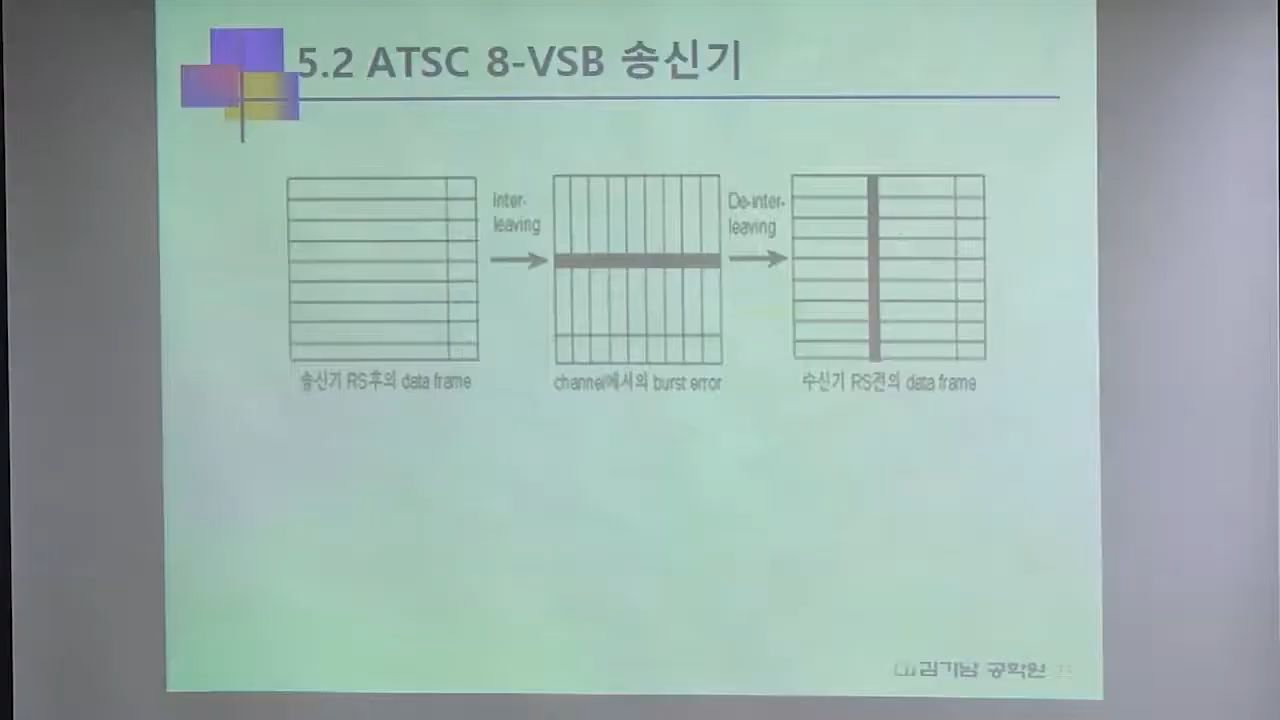 5.2 ATSC 8-VSB 송신기
Inter-
leaving
De-inter-
leaving
송신기 RS후의 data frame
channel에서의 burst error
수신기 RS전의 data frame
김기남 공학원